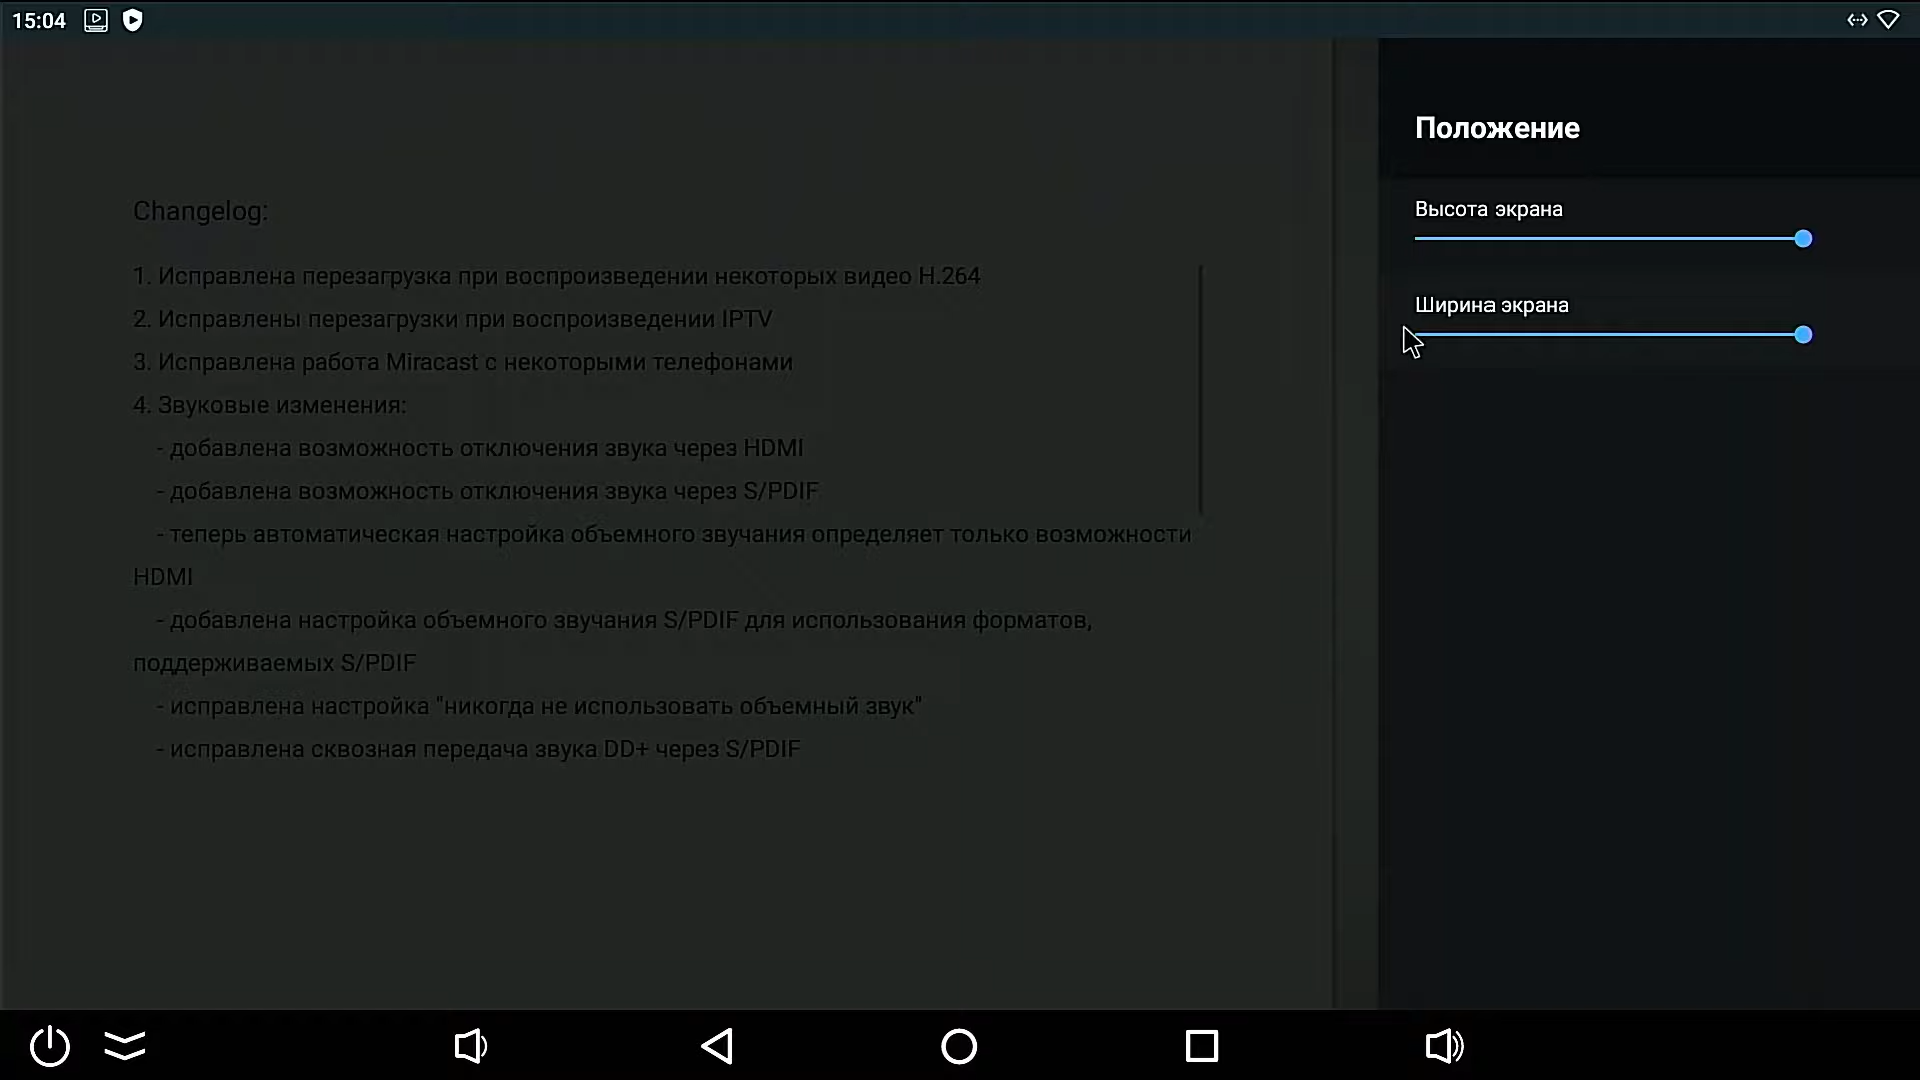 15:04
Положение
Высота экрана
Ширина экрана
Changelog:
1. Исправлена перезагрузка при воспроизведении некоторых видео H.264
2. Исправлены перезагрузки при воспроизведении IPTV
3. Исправлена работа Miracast с некоторыми телефонами
4. Звуковые изменения:
- добавлена возможность отключения звука через HDMI
- добавлена возможность отключения звука через S/PDIF
- теперь автоматическая настройка объемного звучания определяет только возможности
HDMI
- добавлена настройка объемного звучания S/PDIF для использования форматов,
поддерживаемых S/PDIF
- исправлена настройка "никогда не использовать объемный звук"
- исправлена сквозная передача звука DD+ через S/PDIF